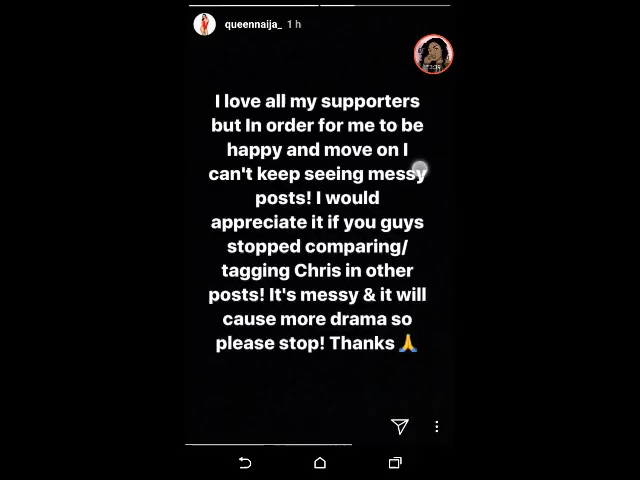 queennaija_ 1 h
I love all my supporters
but In order for me to be
happy and move on I
can't keep seeing messy
posts! I would
appreciate it if you guys
stopped comparing/
tagging Chris in other
posts! It's messy & it will
cause more drama so
please stop! Thanks 🙏